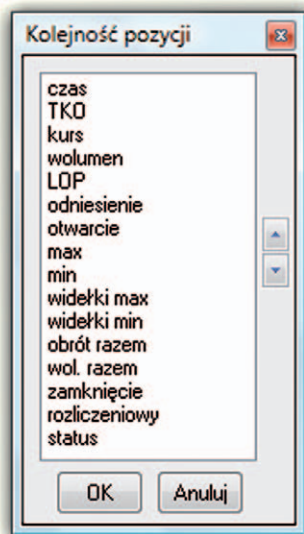 Kolejność pozycji
czas
TKO
kurs
wolumen
LOP
odniesienie
otwarcie
max
min
widełki max
widełki min
obrót razem
wol. razem
zamknięcie
rozliczeniowy
status
OK Anuluj